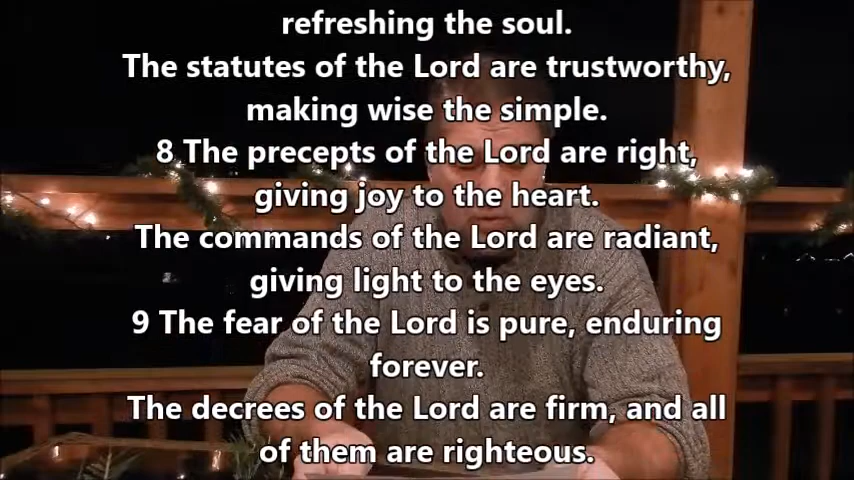 refreshing the soul.
The statutes of the Lord are trustworthy,
making wise the simple.
8 The precepts of the Lord are right,
giving joy to the heart.
The commands of the Lord are radiant,
giving light to the eyes.
9 The fear of the Lord is pure, enduring
forever.
The decrees of the Lord are firm, and all
of them are righteous.